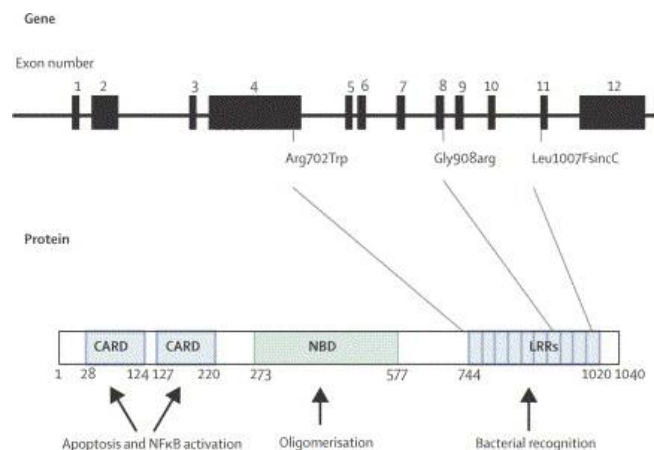 Gene
Exon number
1 2 3 4 5 6 7 8 9 10 11 12
Arg702Trp Gly908arg Leu1007FsincC
Protein
CARD CARD NBD LRRs
1 28 124 127 220 273 577 744 1020 1040
Apoptosis and NFκB activation Oligomerisation Bacterial recognition